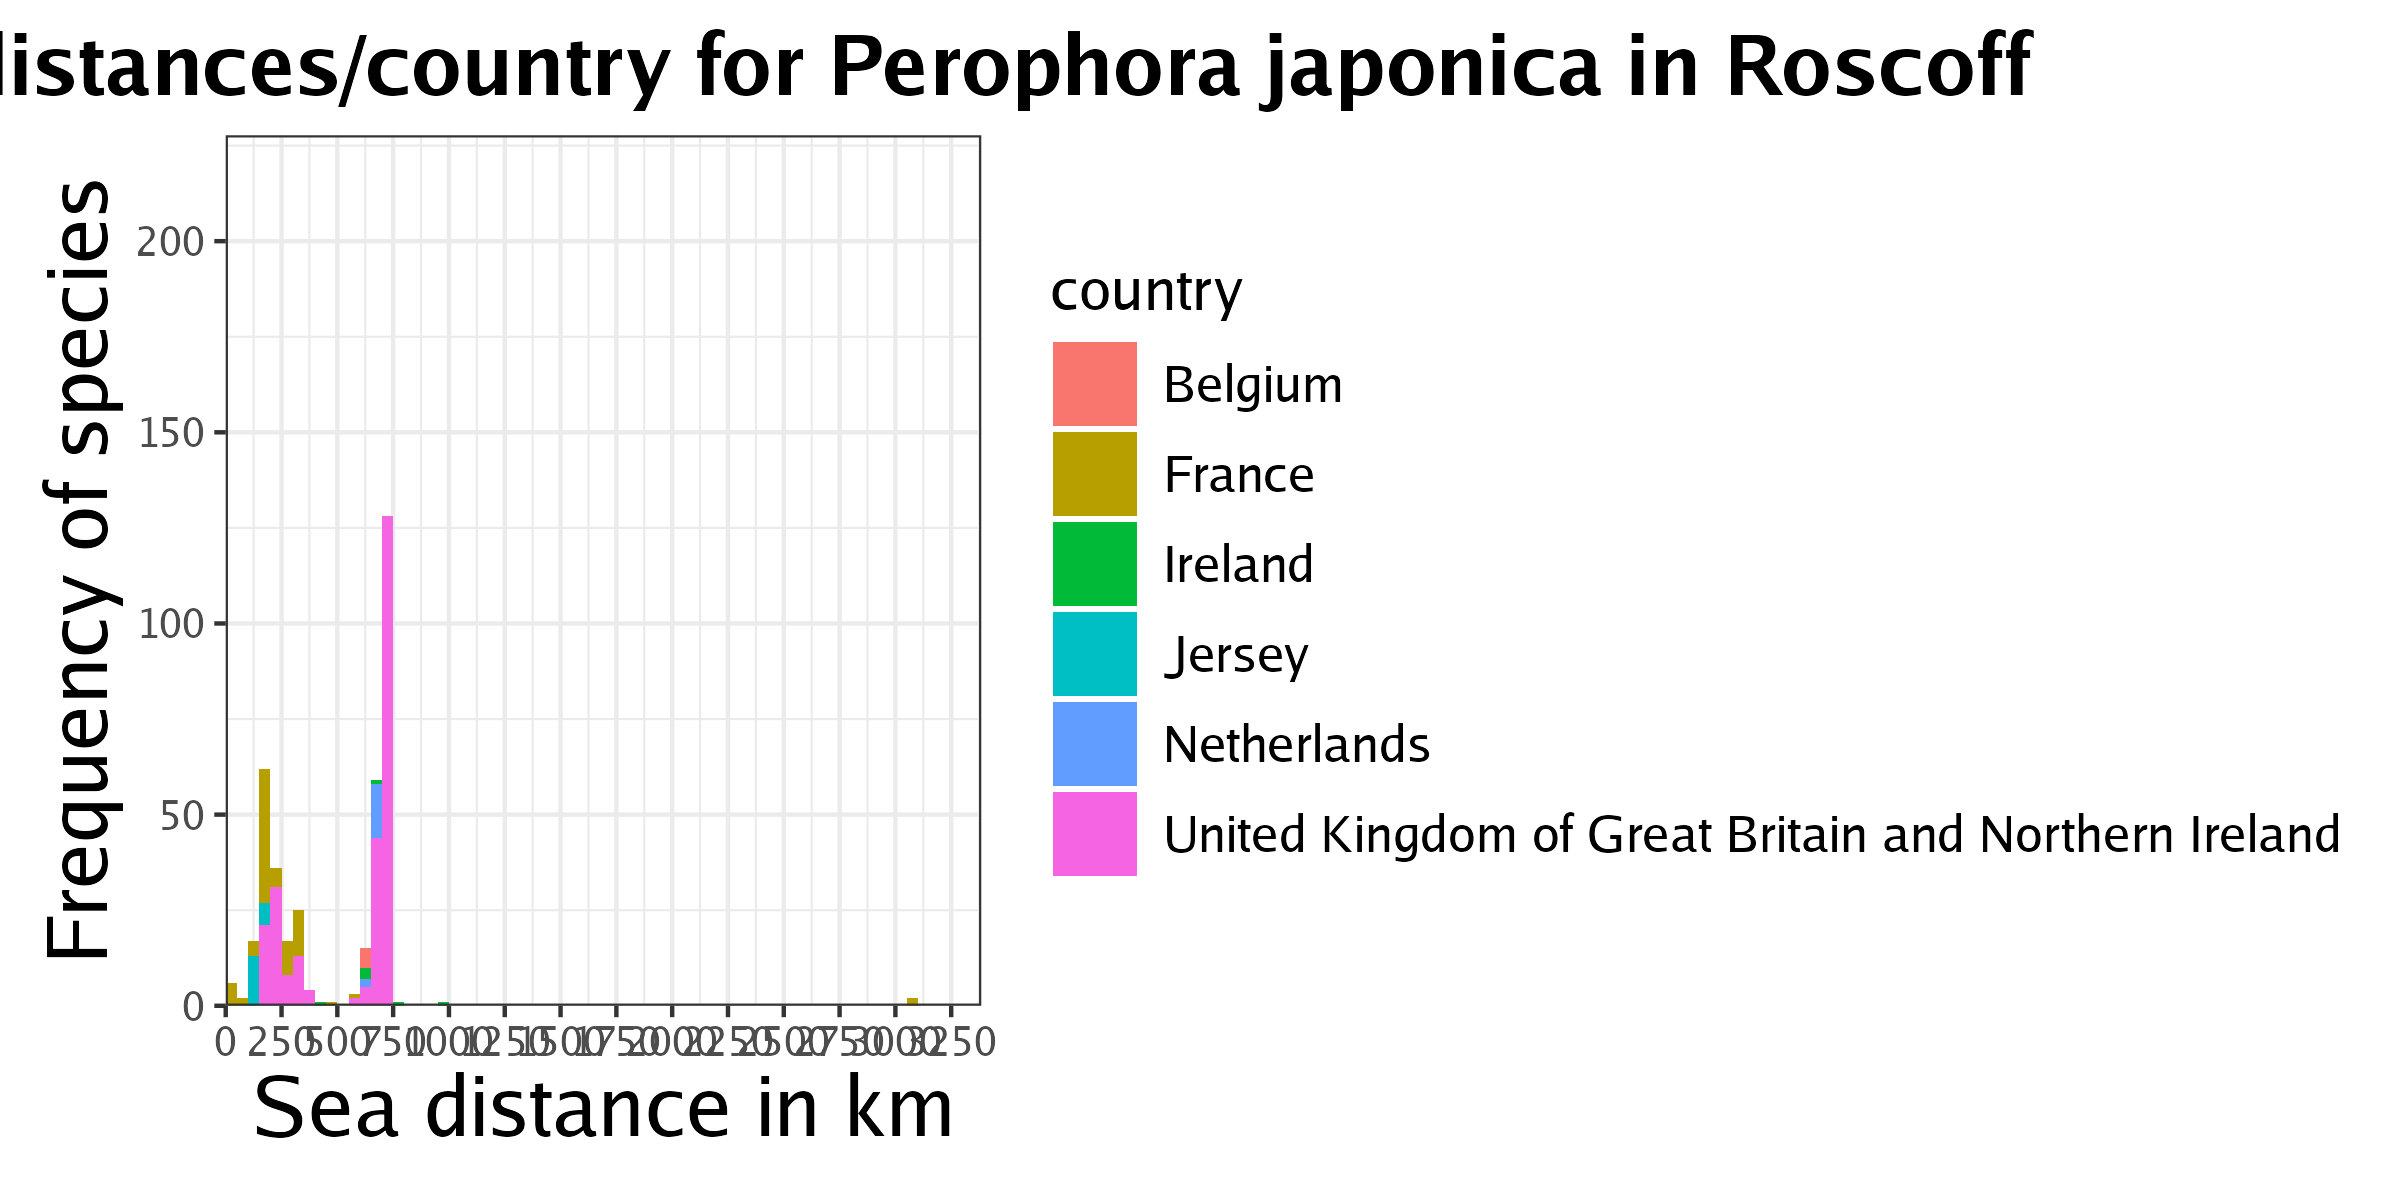 distances/country for Perophora japonica in Roscoff
Frequency of species
200
150
100
50
0
0 250 500 750 1000 1250 1500 1750 2000 2250 2500 2750 3000 3250
Sea distance in km
country
Belgium
France
Ireland
Jersey
Netherlands
United Kingdom of Great Britain and Northern Ireland